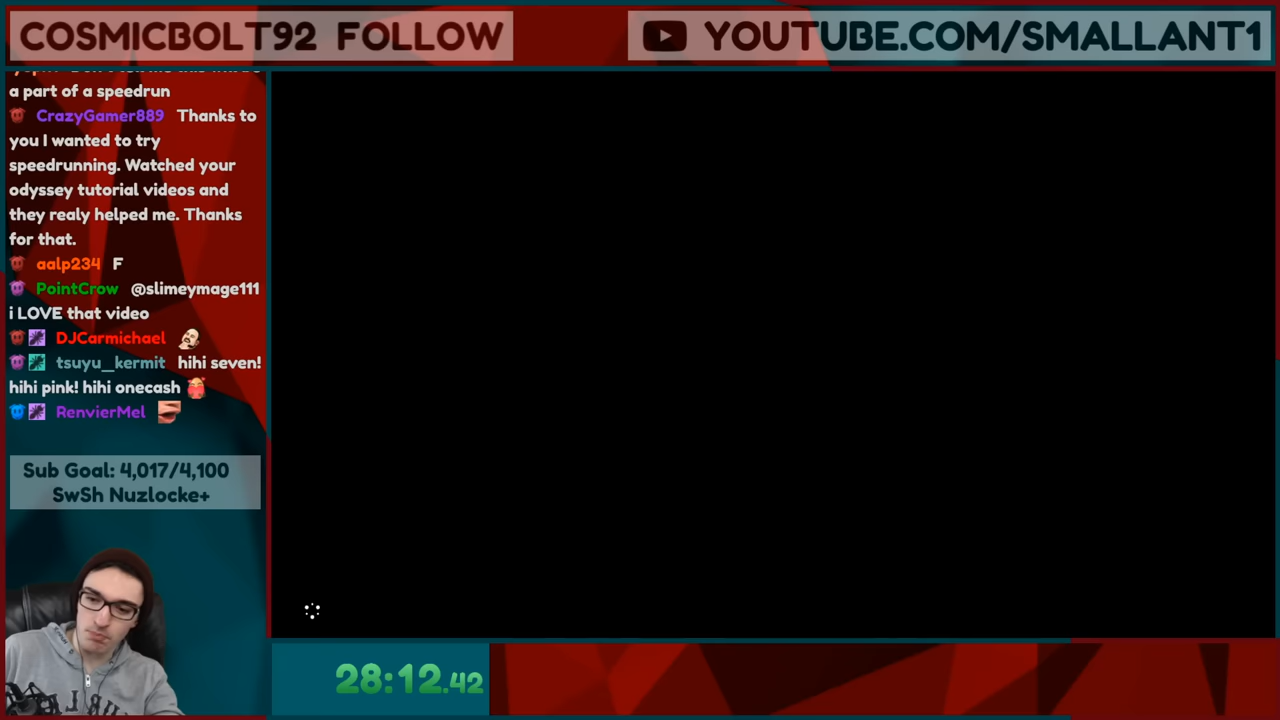 COSMICBOLT92 FOLLOW
YOUTUBE.COM/SMALLANT1
a part of a speedrun
CrazyGamer889 Thanks to
you I wanted to try
speedrunning. Watched your
odyssey tutorial videos and
they realy helped me. Thanks
for that.
aalp234 F
PointCrow @slimeymage111
i LOVE that video
DJCarmichael
tsuyu_kermit hihi seven!
hihi pink! hihi onecash
RenvierMel
Sub Goal: 4,017/4,100
SwSh Nuzlocke+
28:12.42